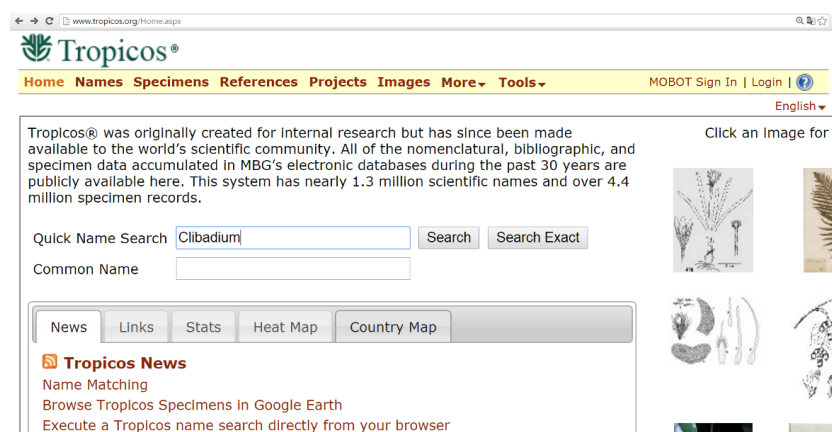 www.tropicos.org/Home.aspx
Tropicos®
Home Names Specimens References Projects Images More Tools
MOBOT Sign In | Login |
English
Tropicos® was originally created for internal research but has since been made
available to the world's scientific community. All of the nomenclatural, bibliographic, and
specimen data accumulated in MBG's electronic databases during the past 30 years are
publicly available here. This system has nearly 1.3 million scientific names and over 4.4
million specimen records.
Click an image for
Quick Name Search Clibadium Search Search Exact
Common Name
News Links Stats Heat Map Country Map
Tropicos News
Name Matching
Browse Tropicos Specimens in Google Earth
Execute a Tropicos name search directly from your browser